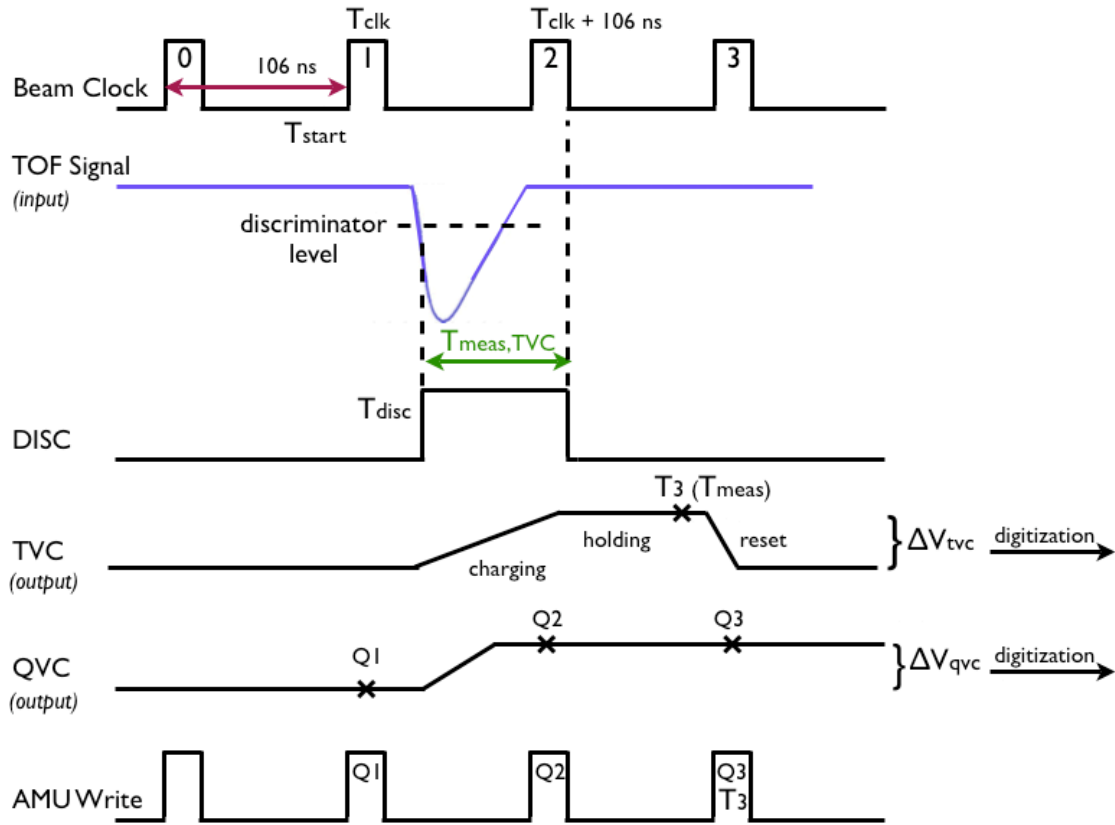 Tclk
Tclk + 106 ns
0
1
2
3
106 ns
Beam Clock
Tstart
TOF Signal
(input)
discriminator
level
Tmeas,TVC
Tdisc
DISC
T3 (Tmeas)
TVC
(output)
charging
holding
reset
} ΔVtvc
digitization
Q1
Q2
Q3
QVC
(output)
} ΔVqvc
digitization
AMU Write
Q1
Q2
Q3
T3